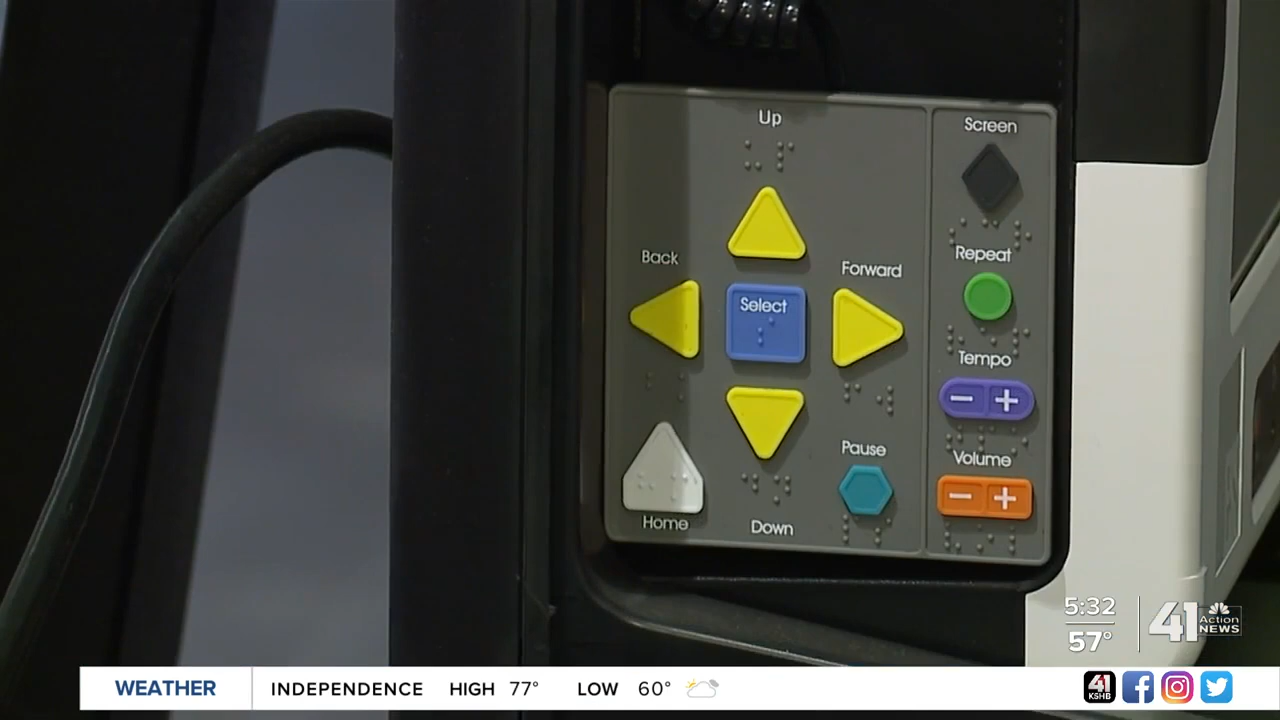 Up
Screen
Back
Select
Forward
Repeat
Tempo
− +
Pause
Volume
− +
Home
Down
5:32
57°
41 Action NEWS
WEATHER INDEPENDENCE HIGH 77° LOW 60°
41 KSHB